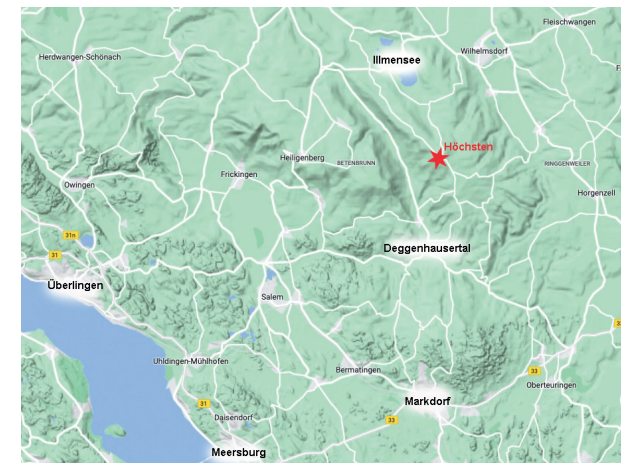 Fleischwangen
Herdwangen-Schönach
Illmensee
Wilhelmsdorf
F
Höchsten
Heiligenberg
BETENBRUNN
RINGGENWEILER
Frickingen
Owingen
Horgenzell
31n
31
Deggenhausertal
Überlingen
Salem
33
Uhldingen-Mühlhofen
Bermatingen
33
Oberteuringen
31
Markdorf
Daisendorf
33
Meersburg